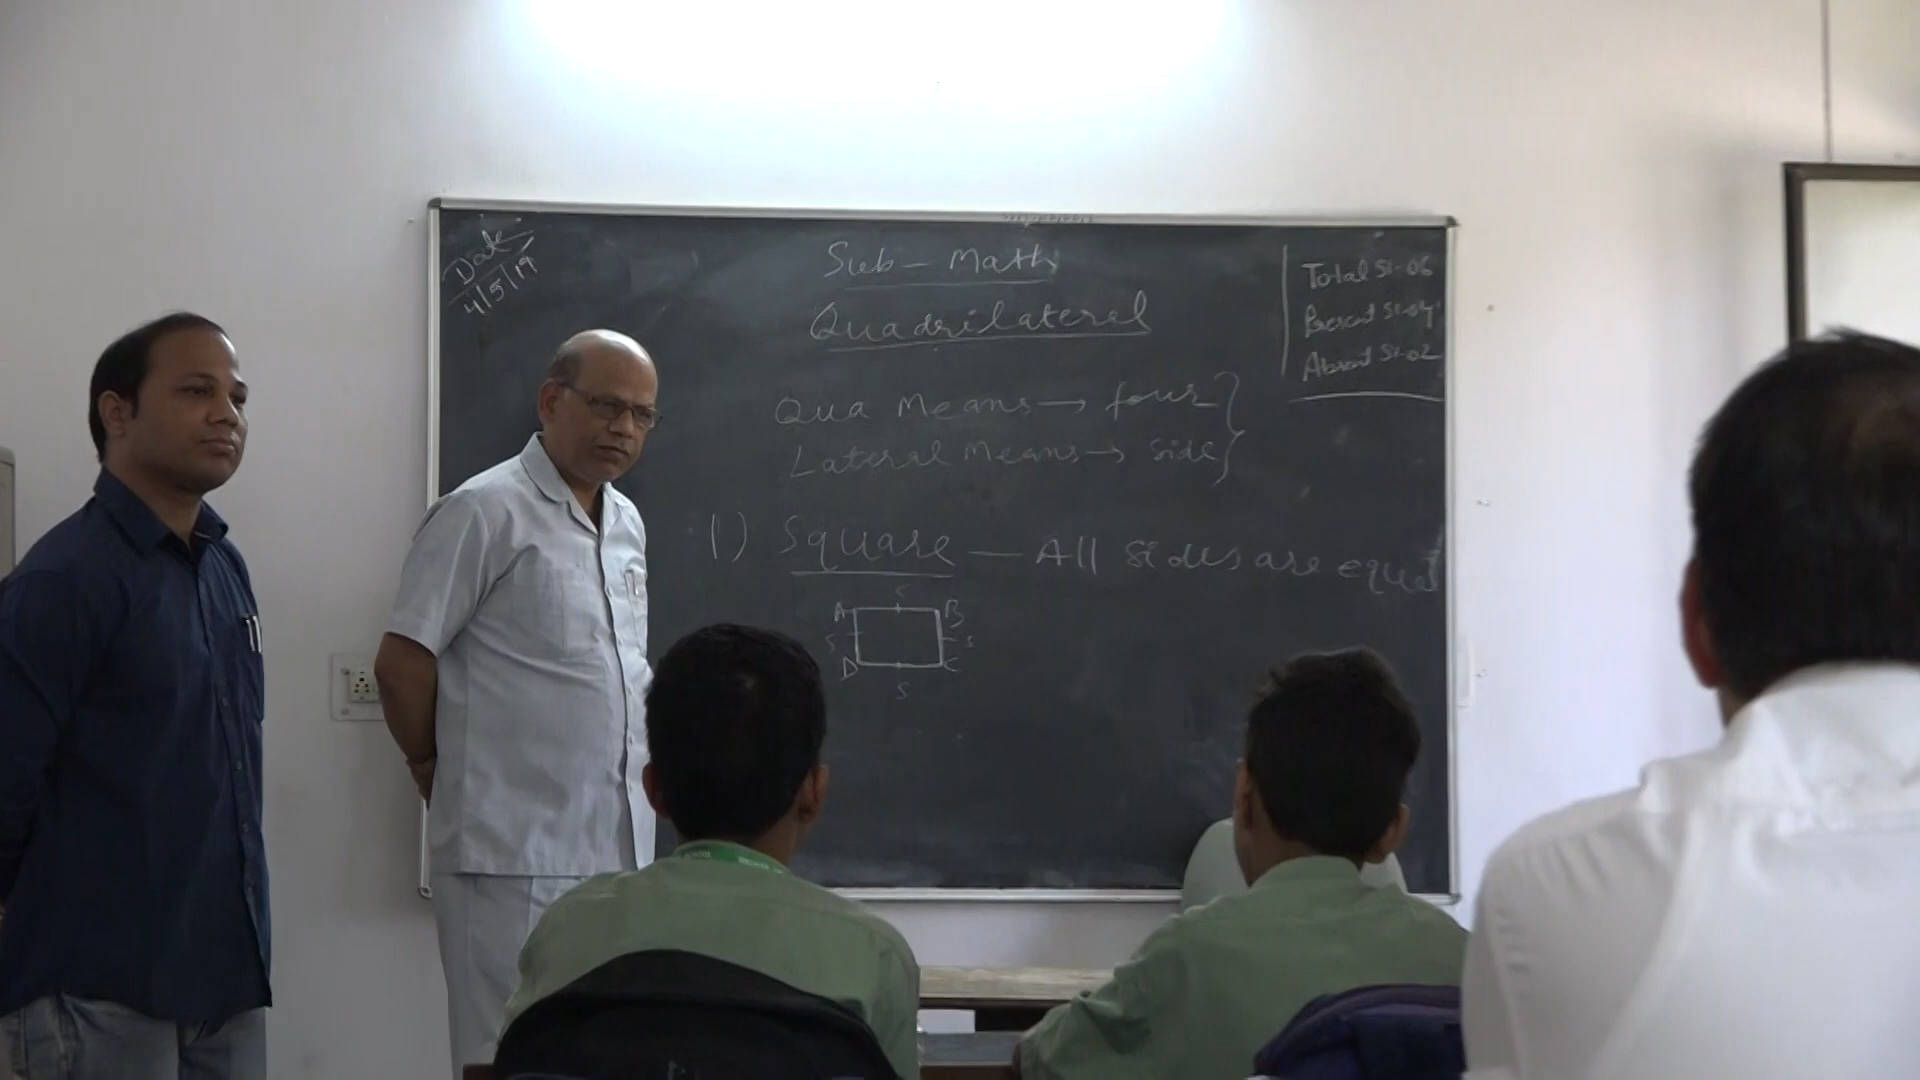 Date
4/5/19
Sub - Math
Quadrilateral
Total St-06
Present St-04
Absent St-02
Qua Means → four
Lateral Means → side
1) Square - All sides are equal
S
A B
S S
D C
S